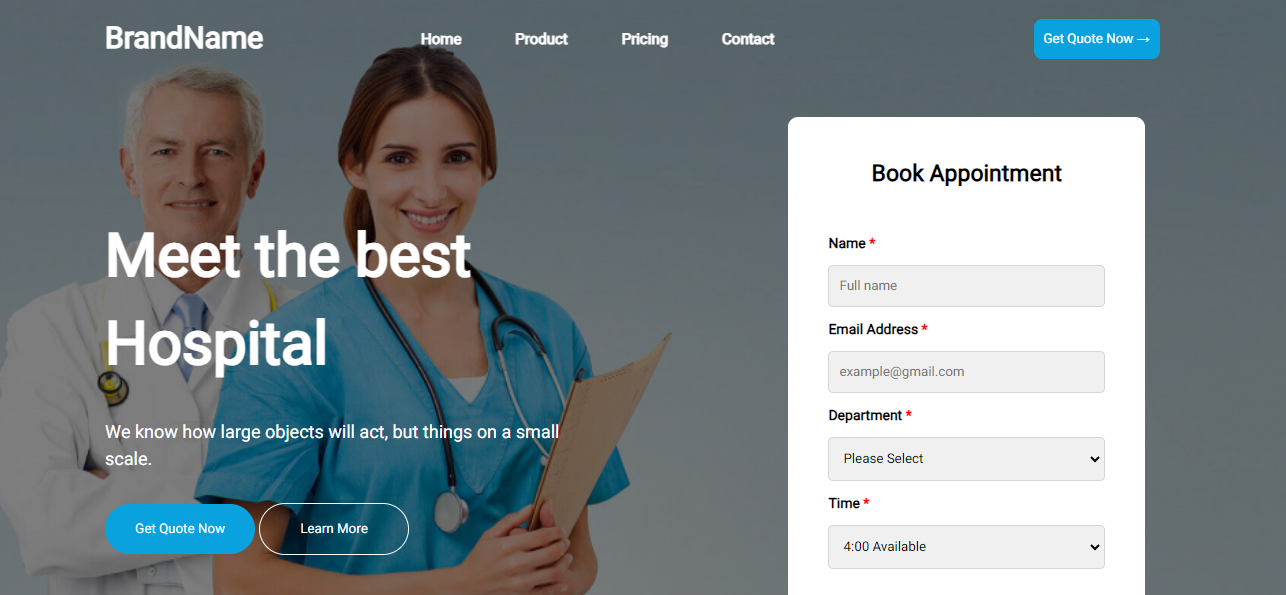 BrandName
Home
Product
Pricing
Contact
Get Quote Now →
Meet the best
Hospital
We know how large objects will act, but things on a small
scale.
Get Quote Now
Learn More
Book Appointment
Name *
Full name
Email Address *
example@gmail.com
Department *
Please Select
Time *
4:00 Available